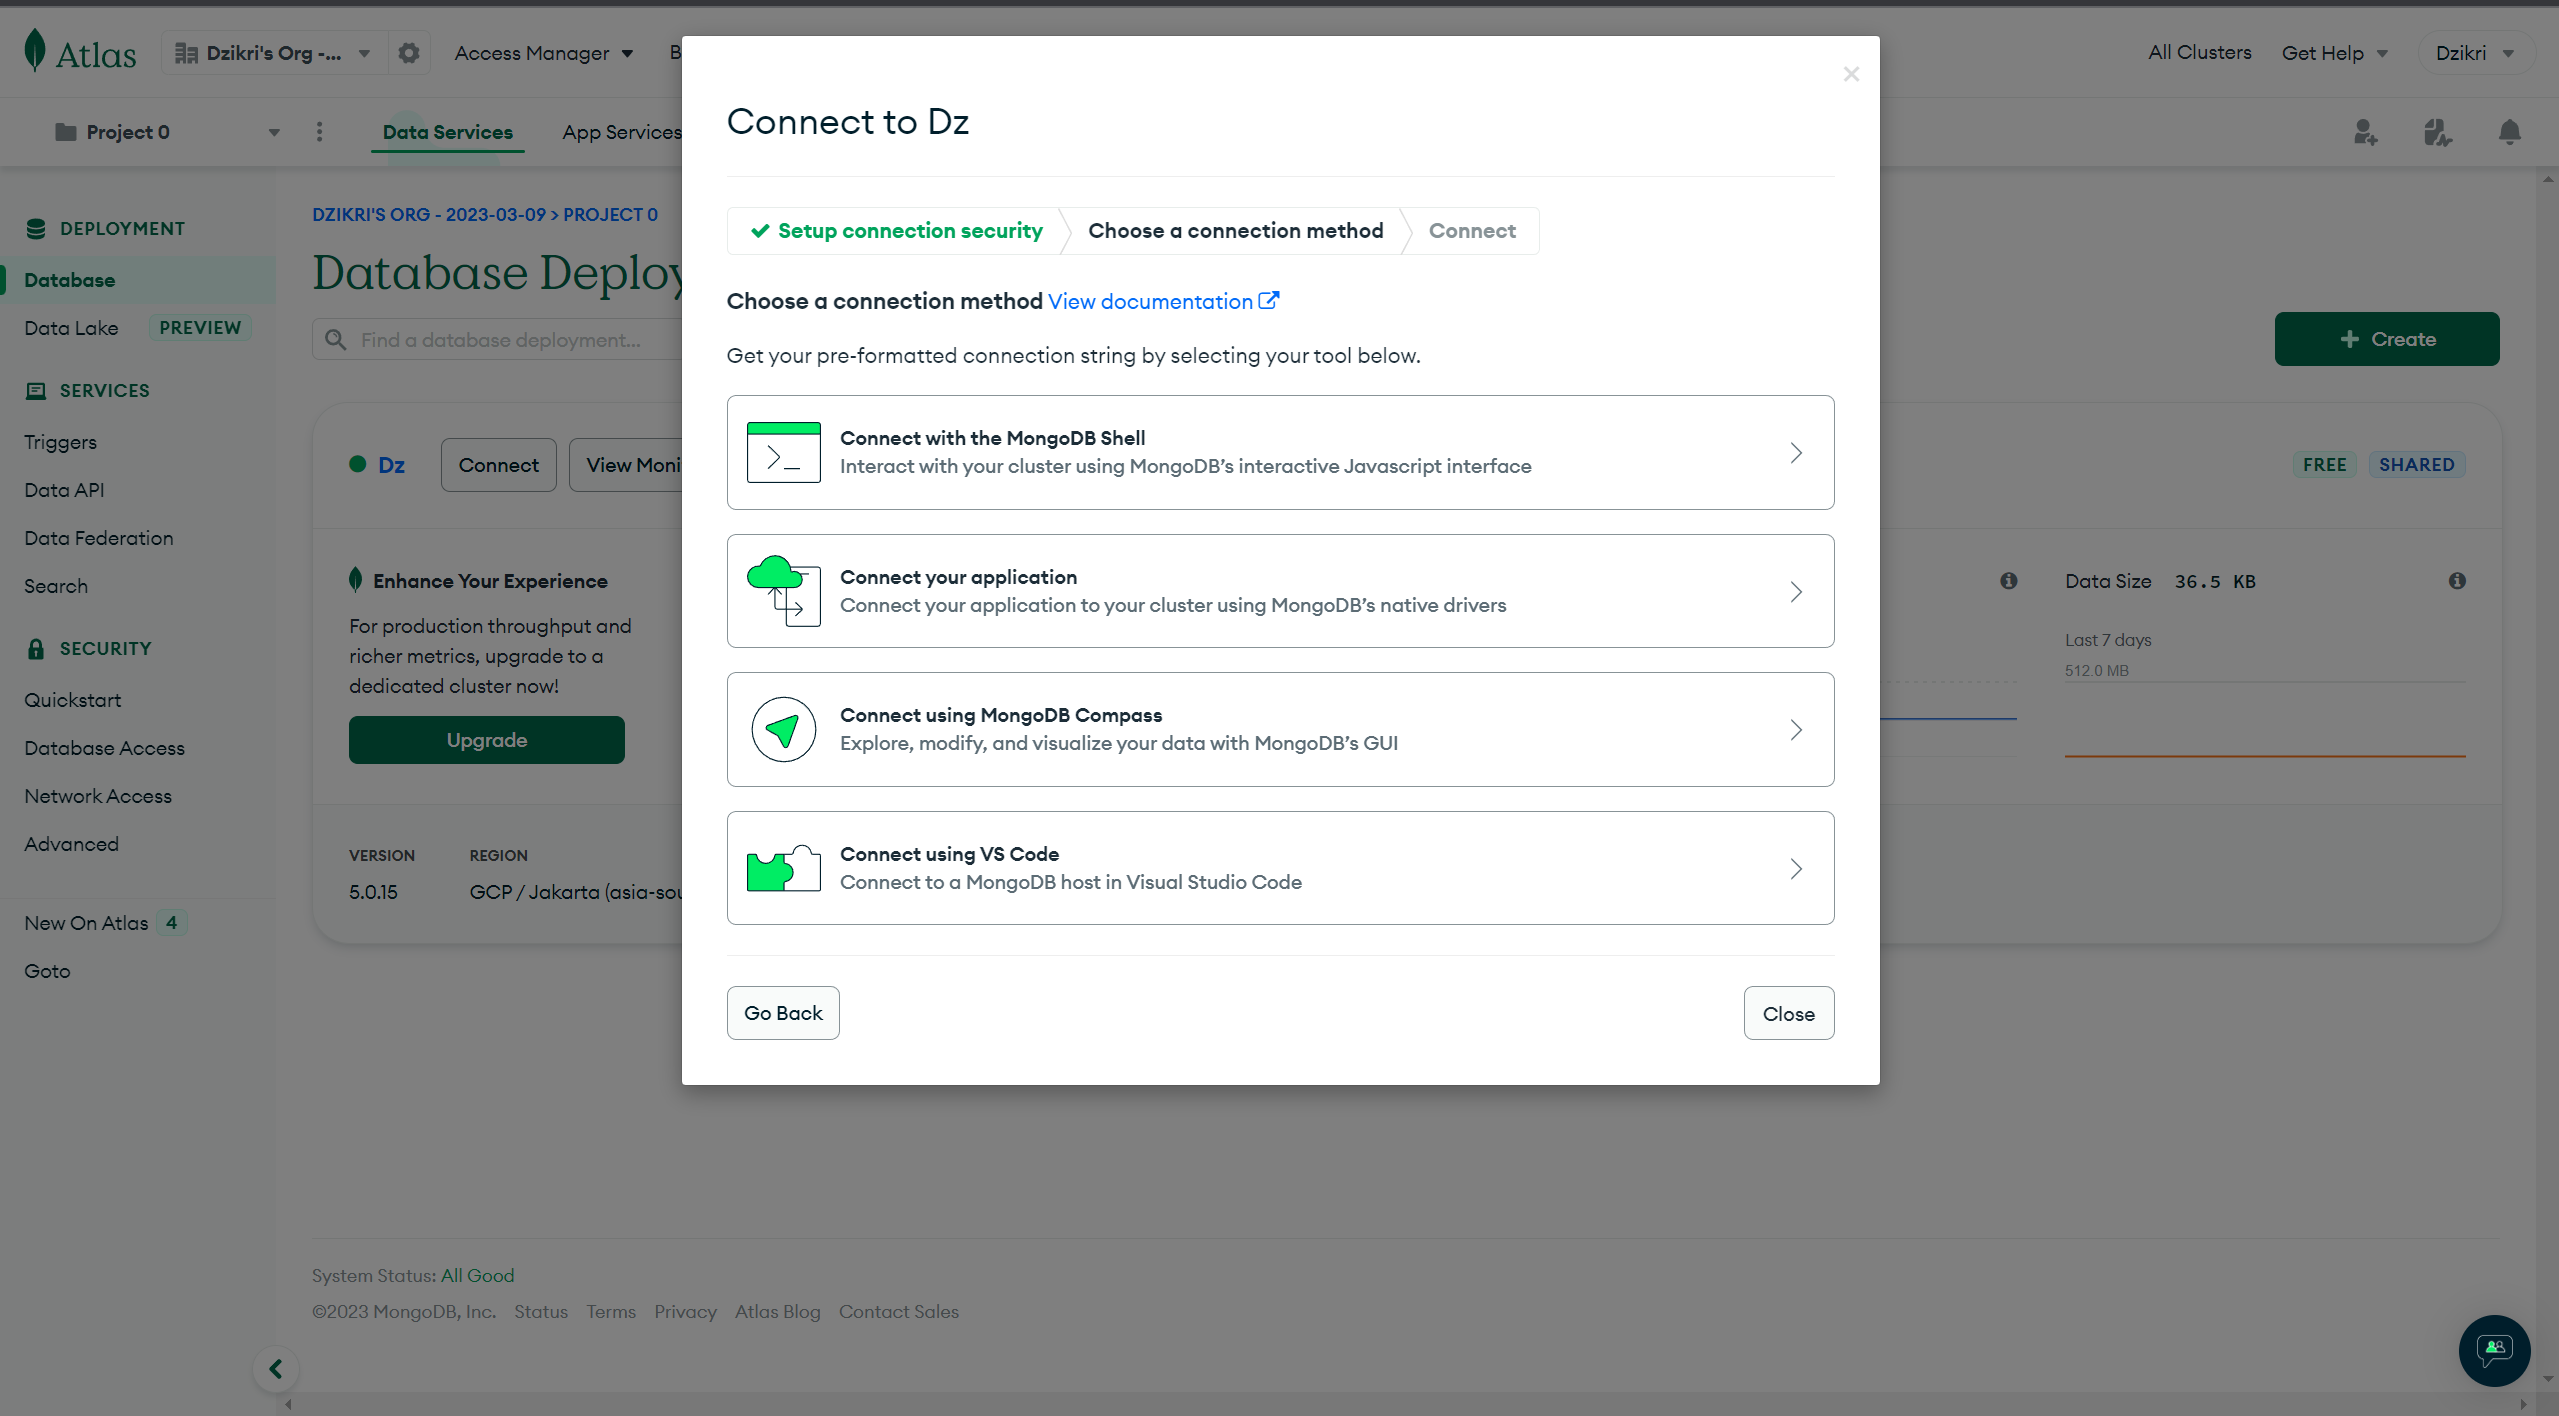 Atlas
Dzikri's Org -...
Access Manager
B
All Clusters
Get Help
Dzikri
Project 0
Data Services
App Services
DEPLOYMENT
Database
Data Lake PREVIEW
SERVICES
Triggers
Data API
Data Federation
Search
SECURITY
Quickstart
Database Access
Network Access
Advanced
New On Atlas 4
Goto
DZIKRI'S ORG - 2023-03-09 > PROJECT 0
Database Deploy
Find a database deployment...
Create
Dz
Connect
View Moni
FREE SHARED
Enhance Your Experience
For production throughput and
richer metrics, upgrade to a
dedicated cluster now!
Upgrade
Data Size 36.5 KB
Last 7 days
512.0 MB
VERSION
5.0.15
REGION
GCP / Jakarta (asia-sou
Connect to Dz
Setup connection security
Choose a connection method
Connect
Choose a connection method View documentation
Get your pre-formatted connection string by selecting your tool below.
Connect with the MongoDB Shell
Interact with your cluster using MongoDB’s interactive Javascript interface
Connect your application
Connect your application to your cluster using MongoDB’s native drivers
Connect using MongoDB Compass
Explore, modify, and visualize your data with MongoDB’s GUI
Connect using VS Code
Connect to a MongoDB host in Visual Studio Code
Go Back
Close
System Status: All Good
©2023 MongoDB, Inc. Status Terms Privacy Atlas Blog Contact Sales